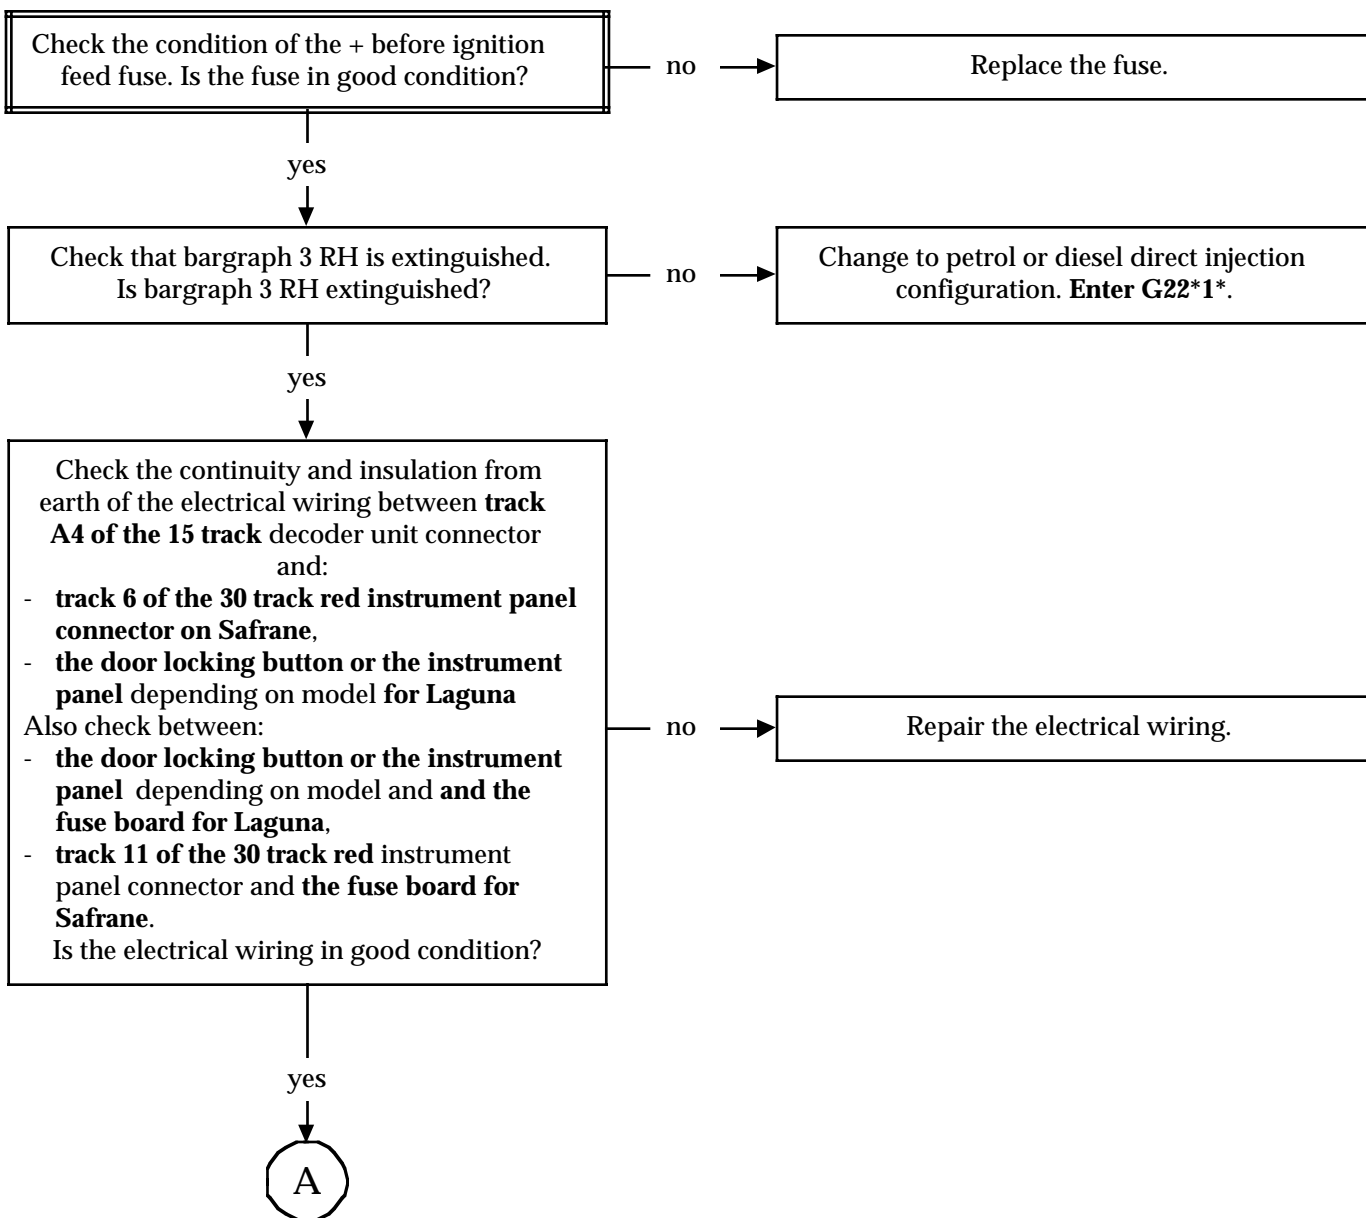 Check the condition of the + before ignition
feed fuse. Is the fuse in good condition?
no
Replace the fuse.
yes
Check that bargraph 3 RH is extinguished.
Is bargraph 3 RH extinguished?
no
Change to petrol or diesel direct injection
configuration. Enter G22*1*.
yes
Check the continuity and insulation from
earth of the electrical wiring between track
A4 of the 15 track decoder unit connector
and:
- track 6 of the 30 track red instrument panel
connector on Safrane,
- the door locking button or the instrument
panel depending on model for Laguna
Also check between:
- the door locking button or the instrument
panel depending on model and and the
fuse board for Laguna,
- track 11 of the 30 track red instrument
panel connector and the fuse board for
Safrane.
Is the electrical wiring in good condition?
no
Repair the electrical wiring.
yes
A